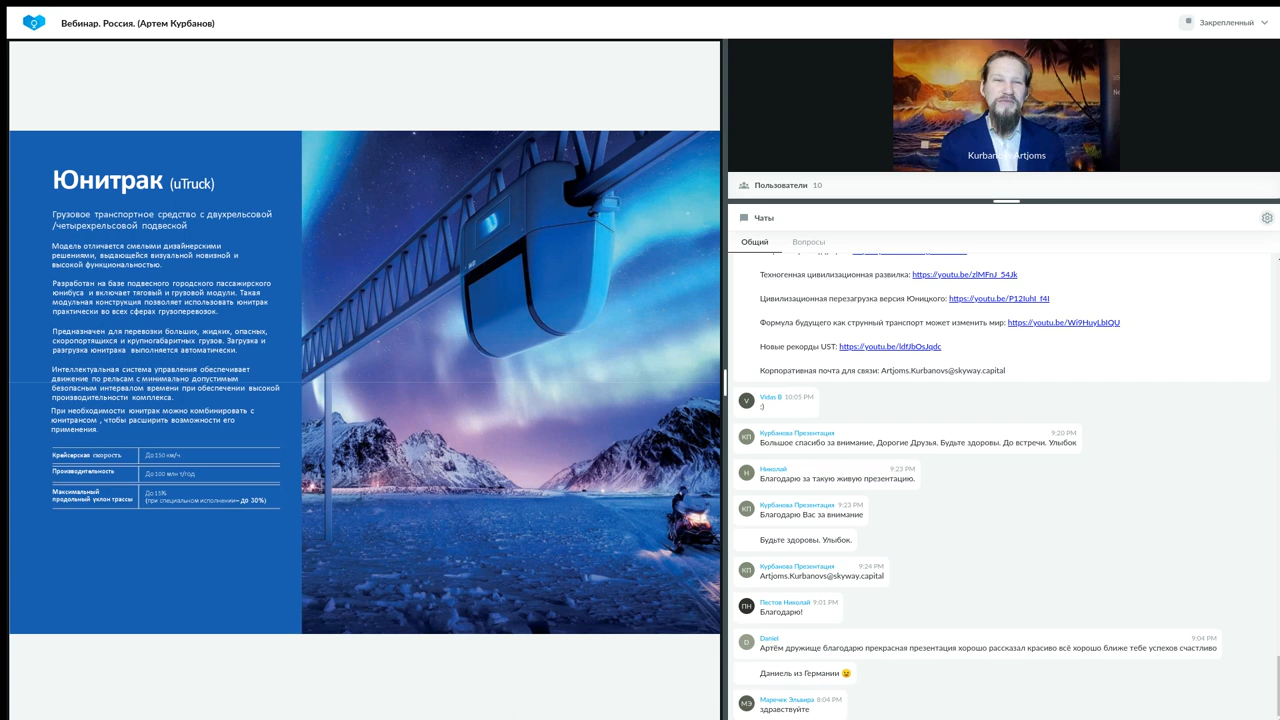 Вебинар. Россия. (Артем Курбанов)
Закрепленный
Юнитрак (uTruck)
Грузовое транспортное средство с двухрельсовой
/четырехрельсовой подвеской
Модель отличается смелыми дизайнерскими
решениями, выдающейся визуальной новизной и
высокой функциональностью.
Разработан на базе подвесного городского пассажирского
юнибуса и включает тяговый и грузовой модули. Такая
модульная конструкция позволяет использовать юнитрак
практически во всех сферах грузоперевозок.
Предназначен для перевозки больших, жидких, опасных,
скоропортящихся и крупногабаритных грузов. Загрузка и
разгрузка юнитрака выполняется автоматически.
Интеллектуальная система управления обеспечивает
движение по рельсам с минимально допустимым
безопасным интервалом времени при обеспечении высокой
производительности комплекса.
При необходимости юнитрак можно комбинировать с
юнитрансом , чтобы расширить возможности его
применения.
Крейсерская скорость До 150 км/ч
Производительность До 100 млн т/год
Максимальный
продольный уклон трассы
До 15%
(при специальном исполнении– до 30%)
Kurbanovs Artjoms
Пользователи 10
Чаты
Общий Вопросы
Техногенная цивилизационная развилка: https://youtu.be/zlMFnJ_54Jk
Цивилизационная перезагрузка версия Юницкого: https://youtu.be/P12IuhI_f4I
Формула будущего как струнный транспорт может изменить мир: https://youtu.be/Wi9HuyLbIQU
Новые рекорды UST: https://youtu.be/ldfJbOsJqdc
Корпоративная почта для связи: Artjoms.Kurbanovs@skyway.capital
V
Vidas B 10:05 PM
:)
КП
Курбанова Презентация 9:20 PM
Большое спасибо за внимание, Дорогие Друзья. Будьте здоровы. До встречи. Улыбок
Н
Николай 9:23 PM
Благодарю за такую живую презентацию.
КП
Курбанова Презентация 9:23 PM
Благодарю Вас за внимание
Будьте здоровы. Улыбок.
КП
Курбанова Презентация 9:24 PM
Artjoms.Kurbanovs@skyway.capital
ПН
Пестов Николай 9:01 PM
Благодарю!
D
Daniel 9:04 PM
Артём дружище благодарю прекрасная презентация хорошо рассказал красиво всё хорошо ближе тебе успехов счастливо
Даниель из Германии 😉
МЭ
Маречек Эльвира 8:04 PM
здравствуйте